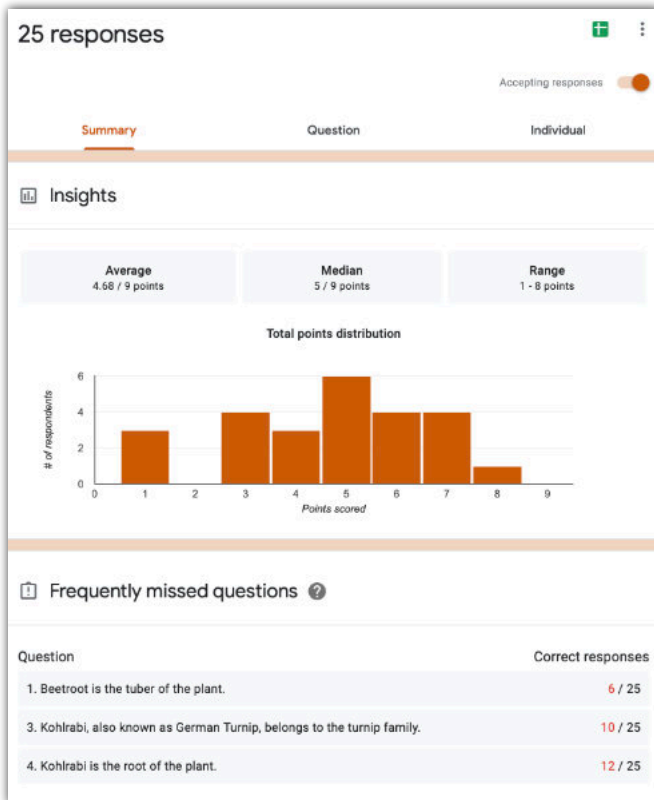 25 responses
Accepting responses
Summary Question Individual
Insights
Average Median Range
4.68 / 9 points 5 / 9 points 1 - 8 points
Total points distribution
# of respondents
6
4
2
0
0 1 2 3 4 5 6 7 8 9
Points scored
Frequently missed questions ?
Question Correct responses
1. Beetroot is the tuber of the plant. 6 / 25
3. Kohlrabi, also known as German Turnip, belongs to the turnip family. 10 / 25
4. Kohlrabi is the root of the plant. 12 / 25